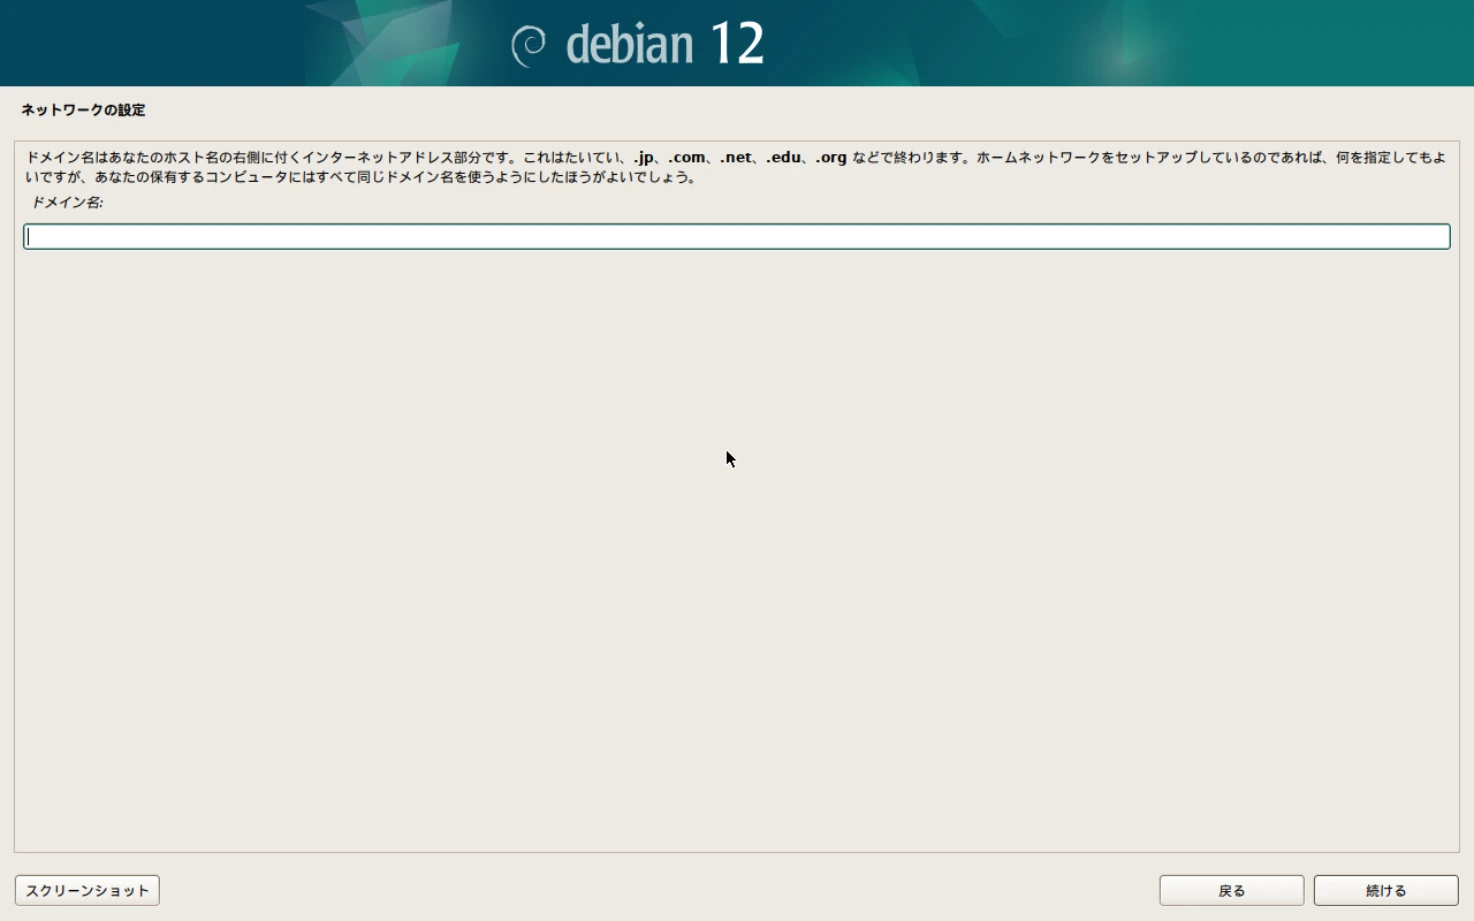 debian 12
ネットワークの設定
ドメイン名はあなたのホスト名の右側に付くインターネットアドレス部分です。これはたいてい、.jp、.com、.net、.edu、.org などで終わります。ホームネットワークをセットアップしているのであれば、何を指定してもよ
いですが、あなたの保有するコンピュータにはすべて同じドメイン名を使うようにしたほうがよいでしょう。
ドメイン名:
スクリーンショット
戻る
続ける